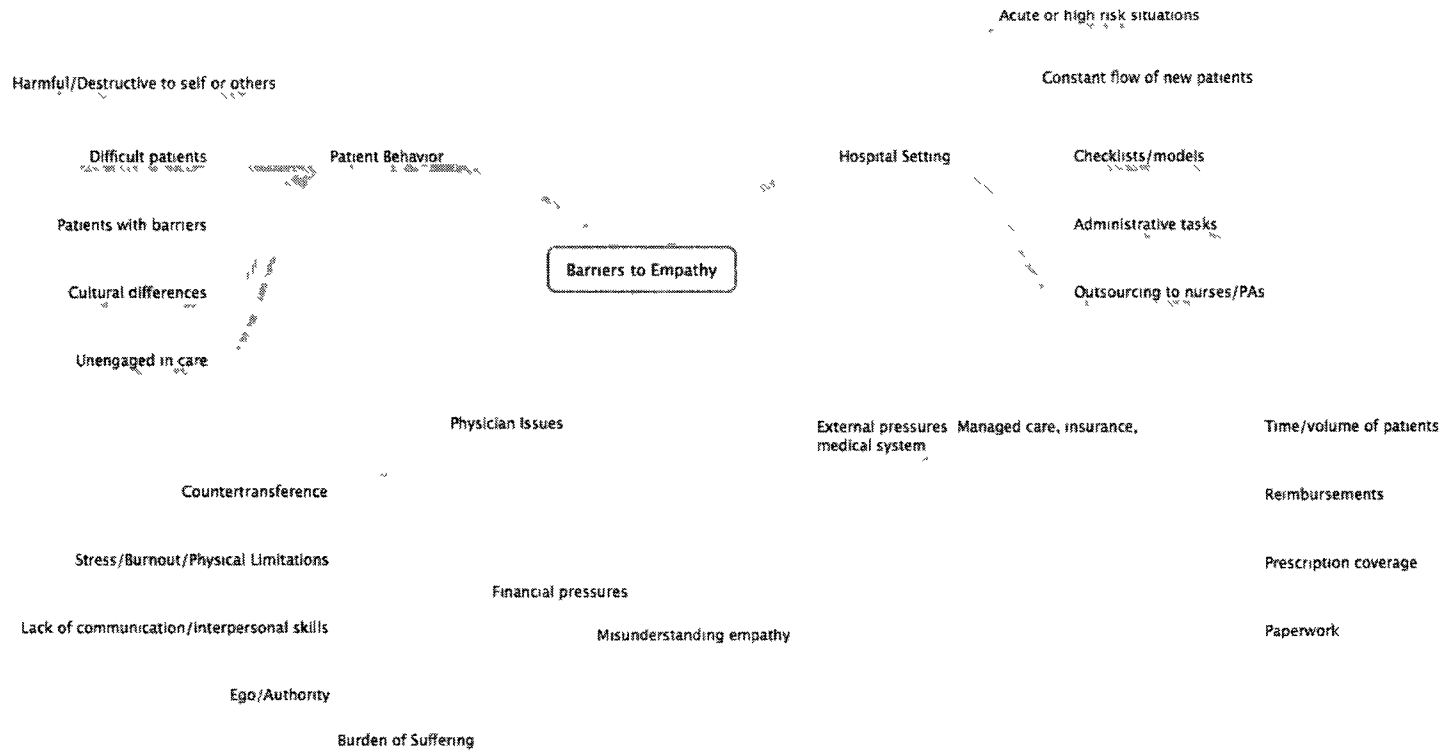 Acute or high risk situations
Harmful/Destructive to self or others
Constant flow of new patients
Difficult patients
Patient Behavior
Hospital Setting
Checklists/models
Patients with barriers
Administrative tasks
Barriers to Empathy
Cultural differences
Outsourcing to nurses/PAs
Unengaged in care
Physician Issues
External pressures Managed care, insurance,
medical system
Time/volume of patients
Countertransference
Reimbursements
Stress/Burnout/Physical Limitations
Prescription coverage
Financial pressures
Lack of communication/interpersonal skills
Misunderstanding empathy
Paperwork
Ego/Authority
Burden of Suffering